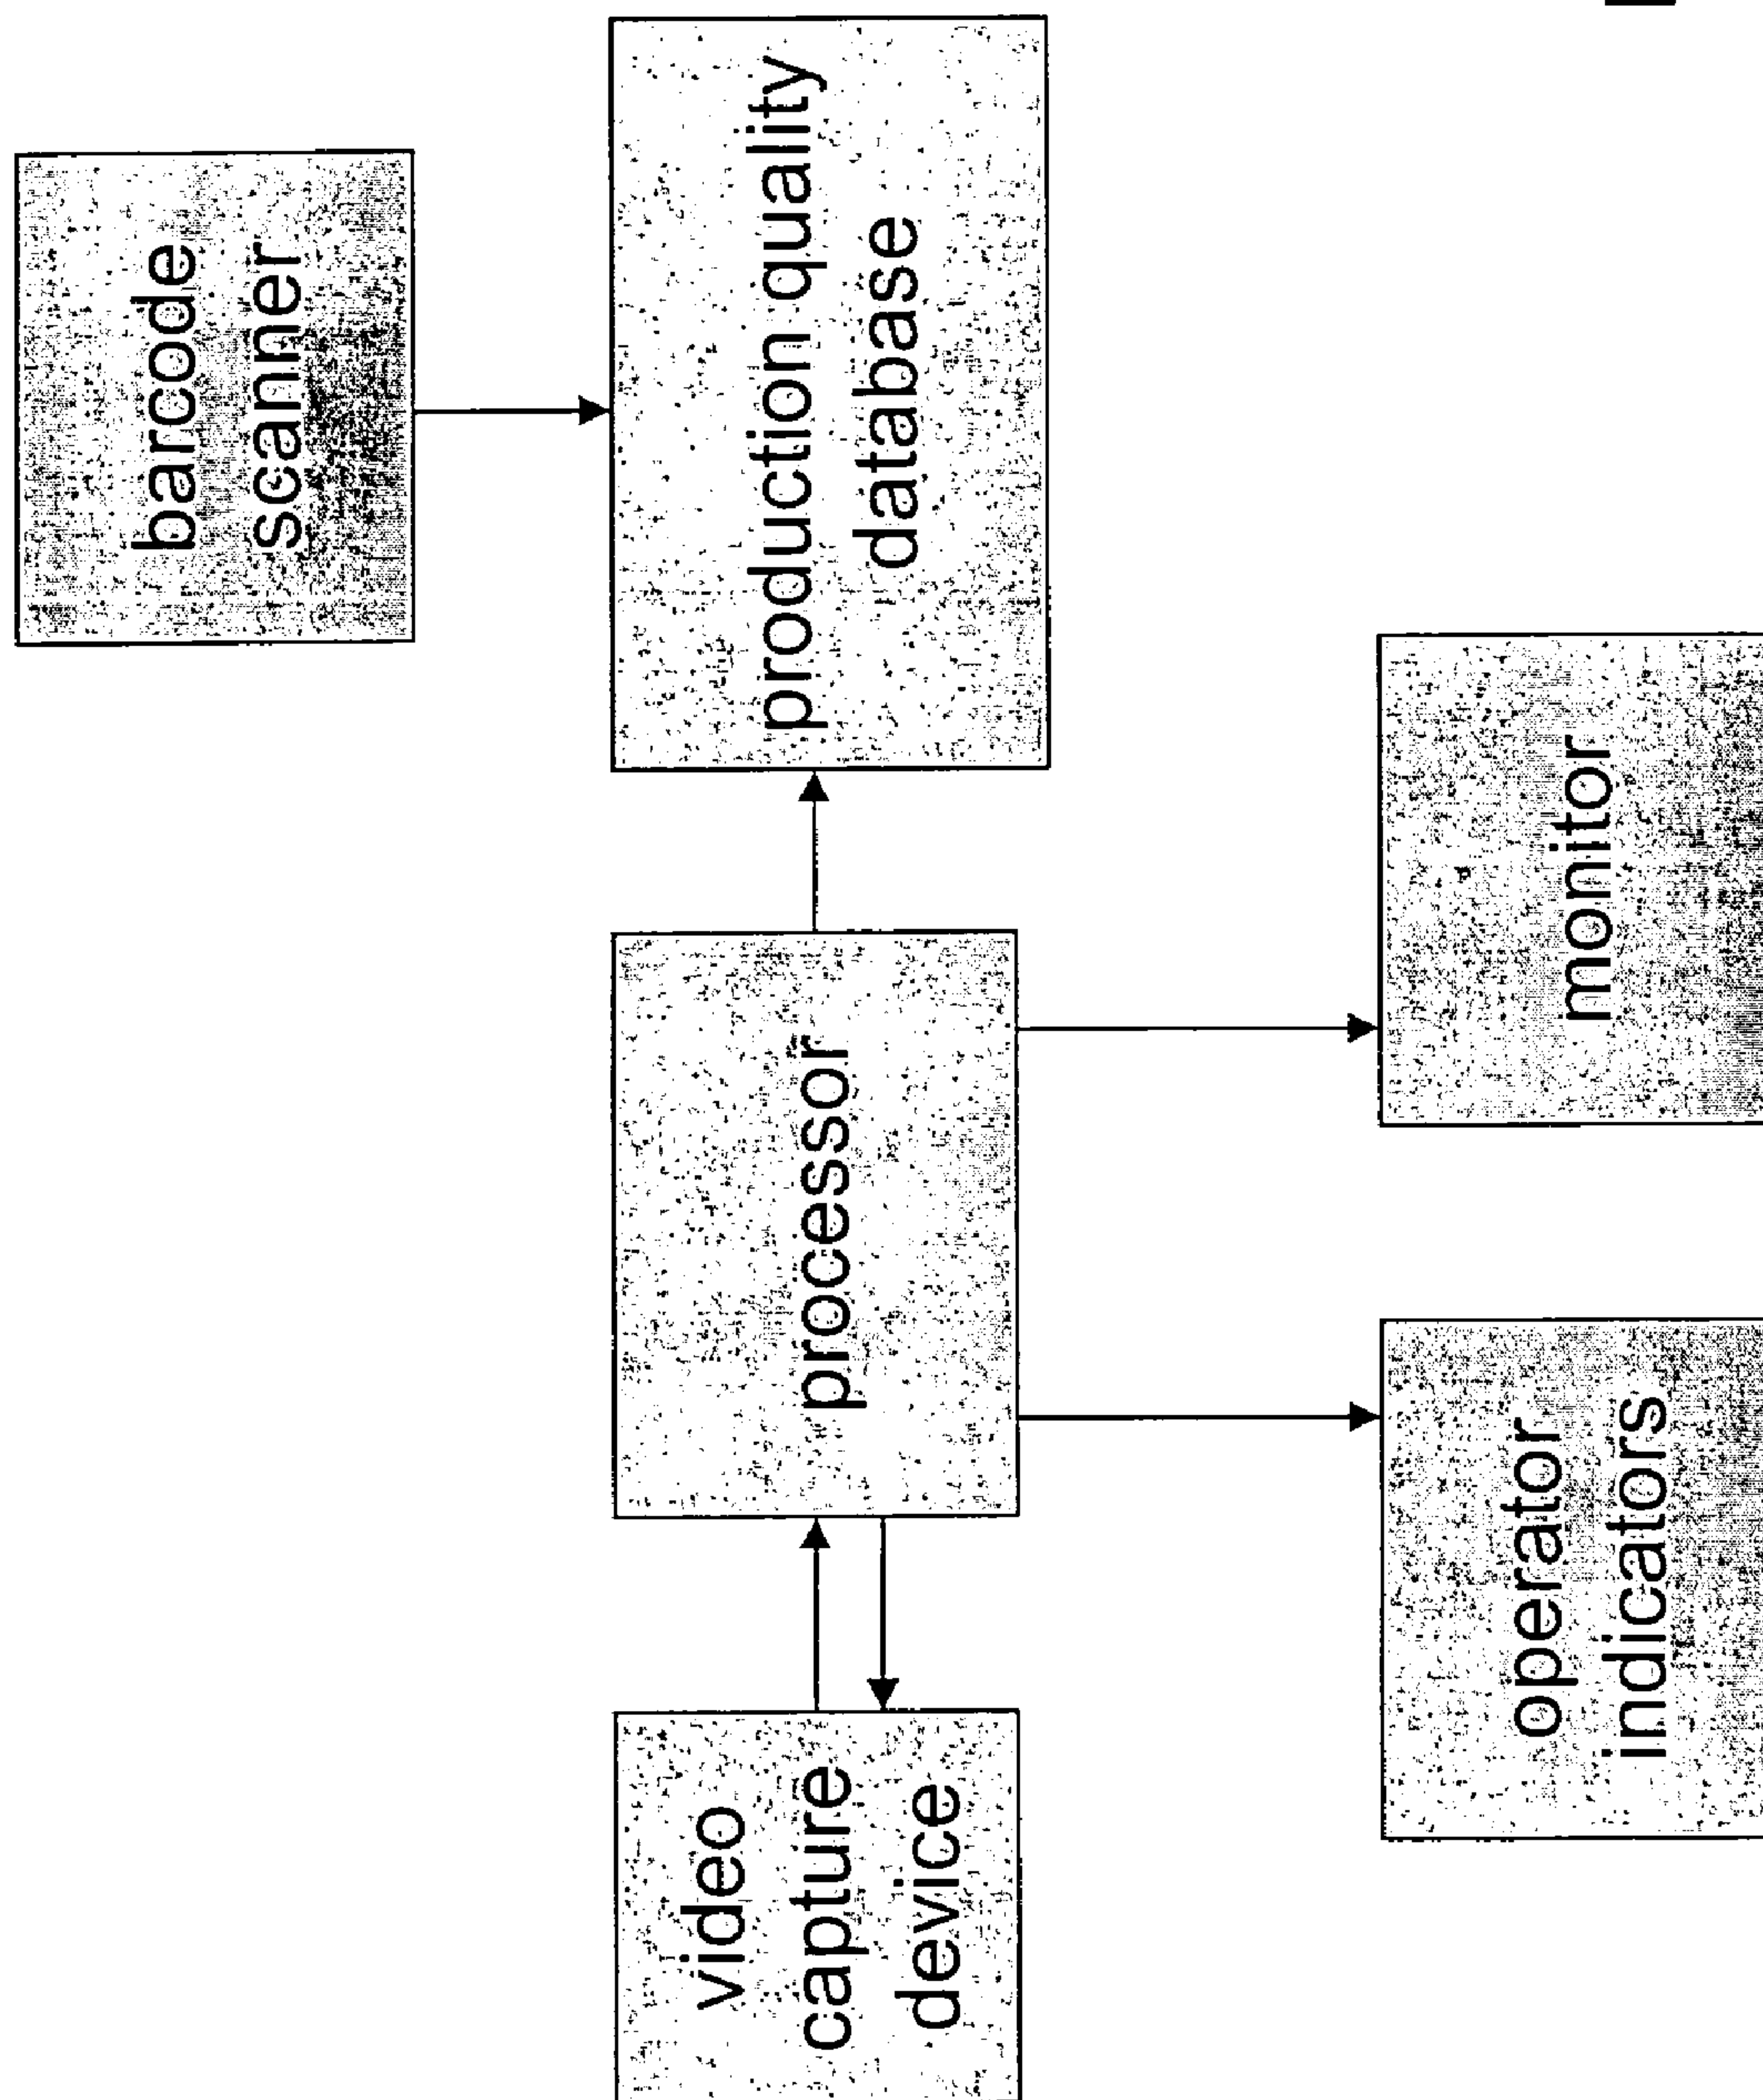 barcode
scanner
production quality
database
processor
monitor
video
capture
device
operator
indicators